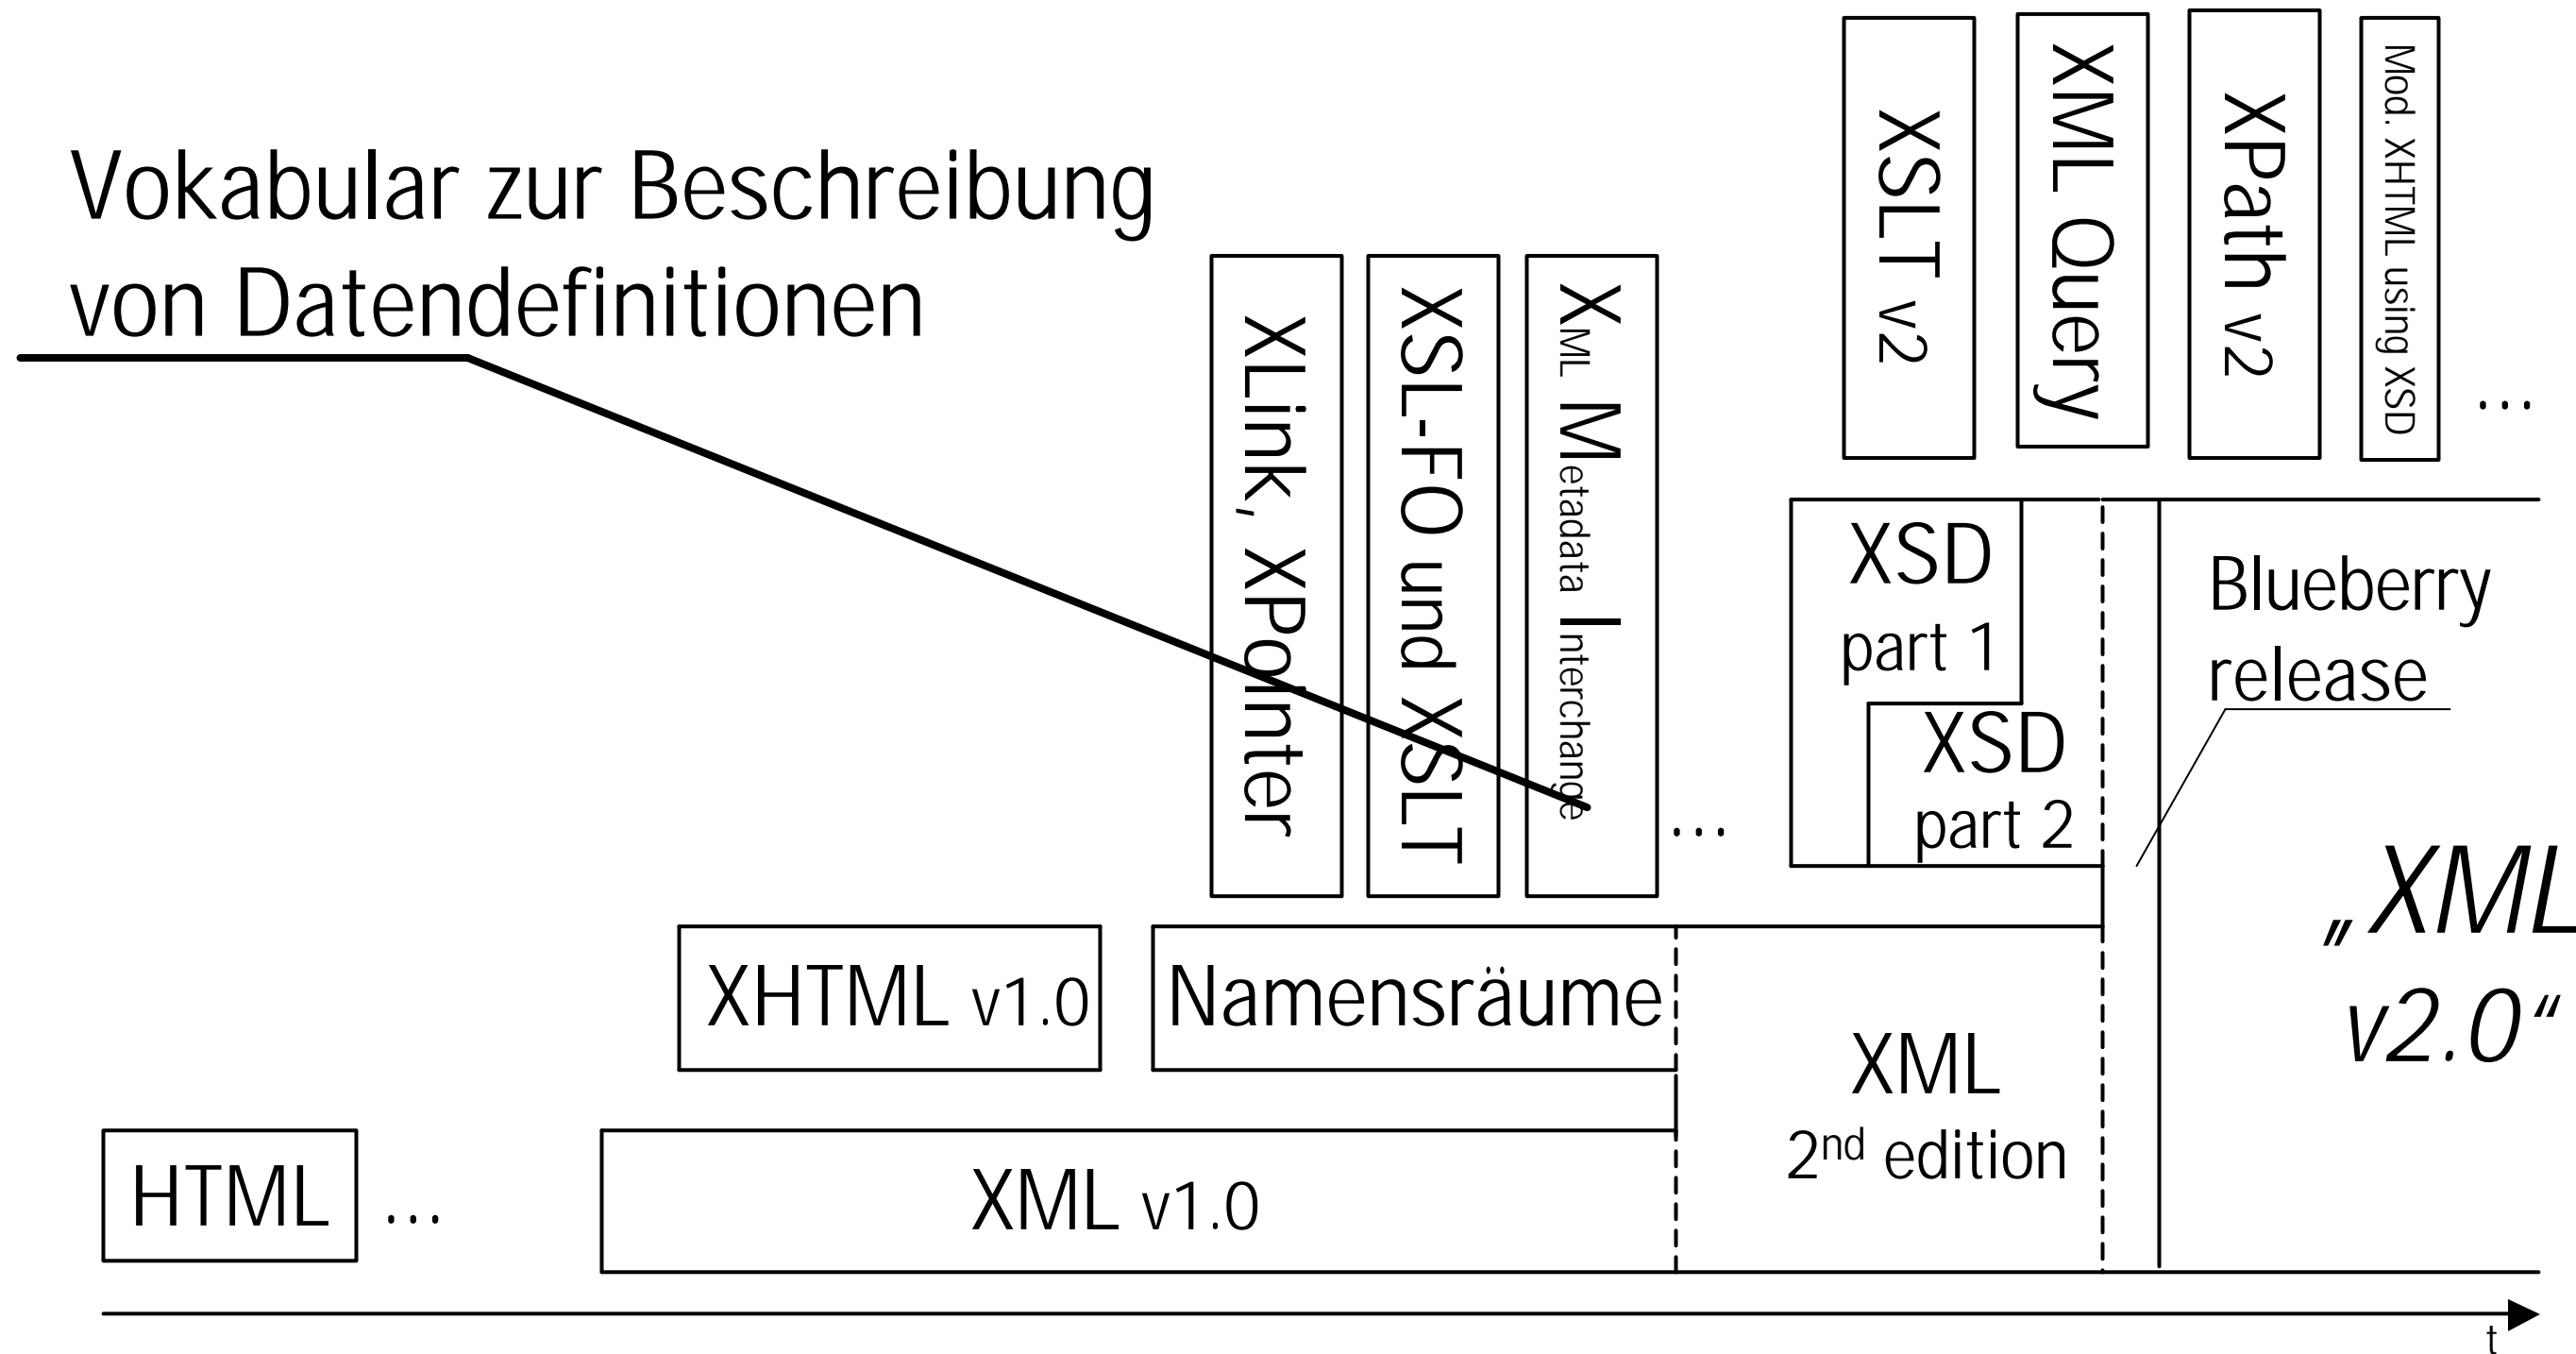 Vokabular zur Beschreibung
von Datendefinitionen
XLink, XPointer
XSL-FO und XSLT
XML Metadata Interchange
...
XSLT v2
XML Query
XPath v2
Mod. XHTML using XSD
...
XSD
part 1
XSD
part 2
Blueberry
release
„XML
v2.0“
XHTML v1.0
Namensräume
XML
2nd edition
HTML
...
XML v1.0
t